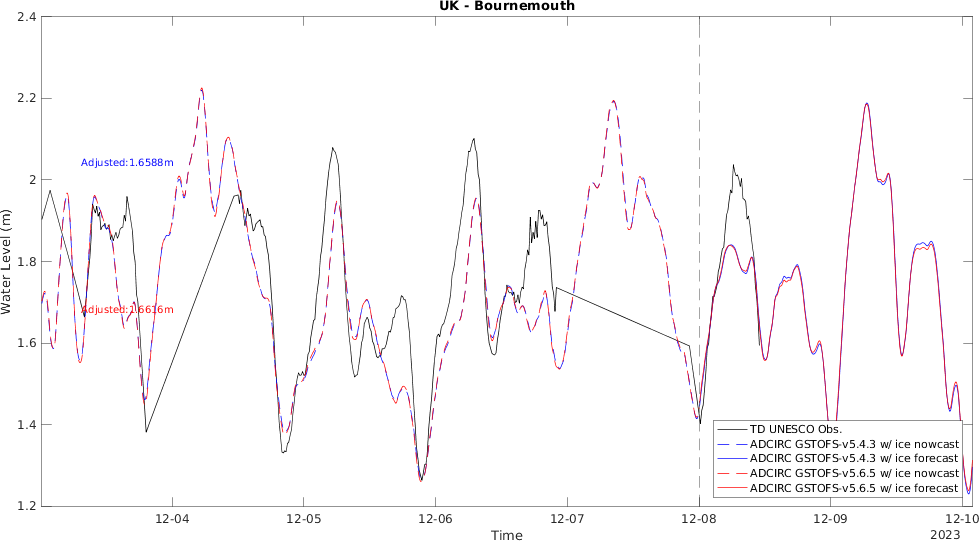 UK - Bournemouth
2.4
2.2
2
1.8
1.6
1.4
1.2
Water Level (m)
Adjusted:1.6588m
Adjusted:1.6616m
TD UNESCO Obs.
ADCIRC GSTOFS-v5.4.3 w/ ice nowcast
ADCIRC GSTOFS-v5.4.3 w/ ice forecast
ADCIRC GSTOFS-v5.6.5 w/ ice nowcast
ADCIRC GSTOFS-v5.6.5 w/ ice forecast
12-04 12-05 12-06 12-07 12-08 12-09 12-10
Time
2023